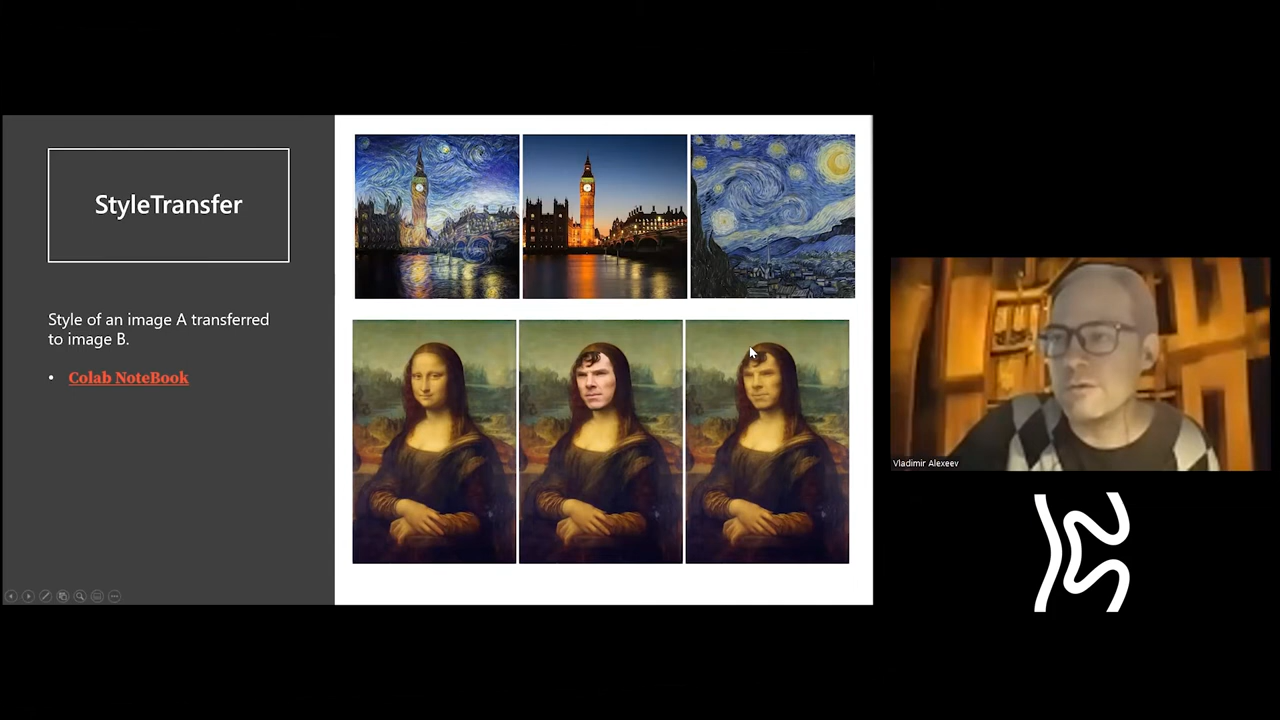 StyleTransfer
Style of an image A transferred
to image B.
• Colab NoteBook
Vladimir Alexeev